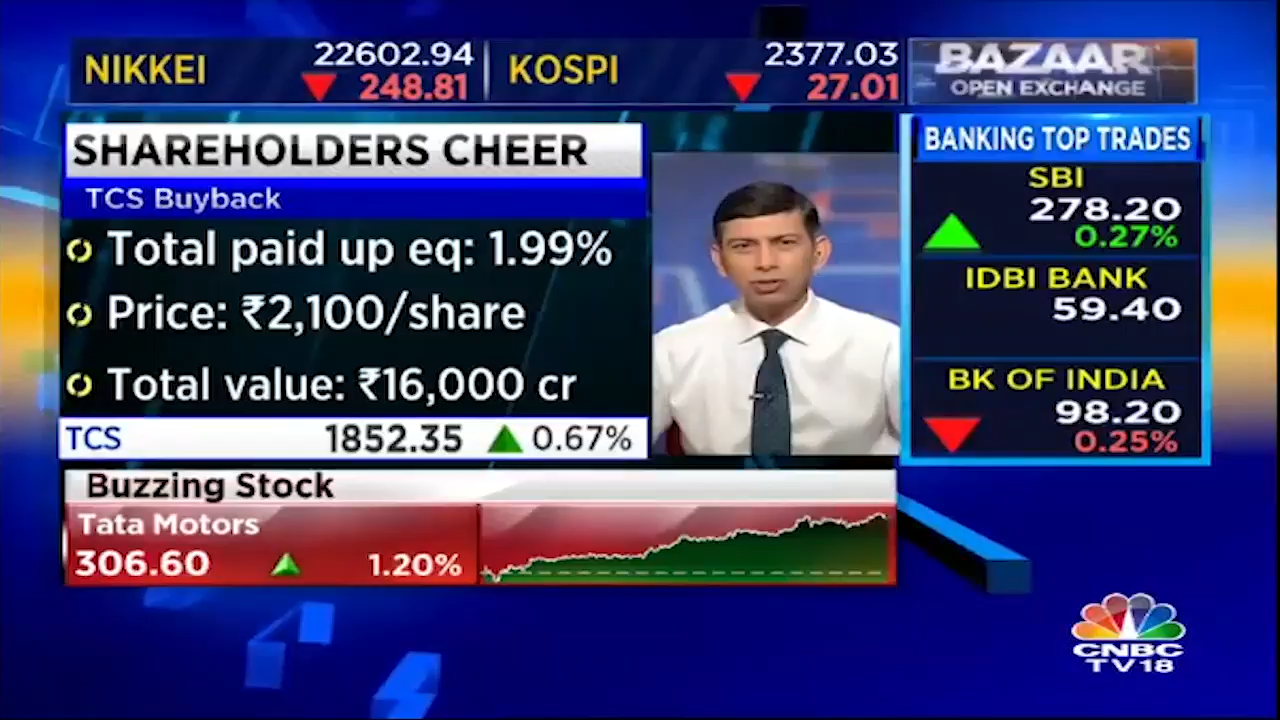 NIKKEI
22602.94
248.81
KOSPI
2377.03
27.01
BAZAAR
OPEN EXCHANGE
SHAREHOLDERS CHEER
TCS Buyback
Total paid up eq: 1.99%
Price: ₹2,100/share
Total value: ₹16,000 cr
TCS 1852.35 0.67%
BANKING TOP TRADES
SBI
278.20
0.27%
IDBI BANK
59.40
BK OF INDIA
98.20
0.25%
Buzzing Stock
Tata Motors
306.60 1.20%
CNBC
TV18